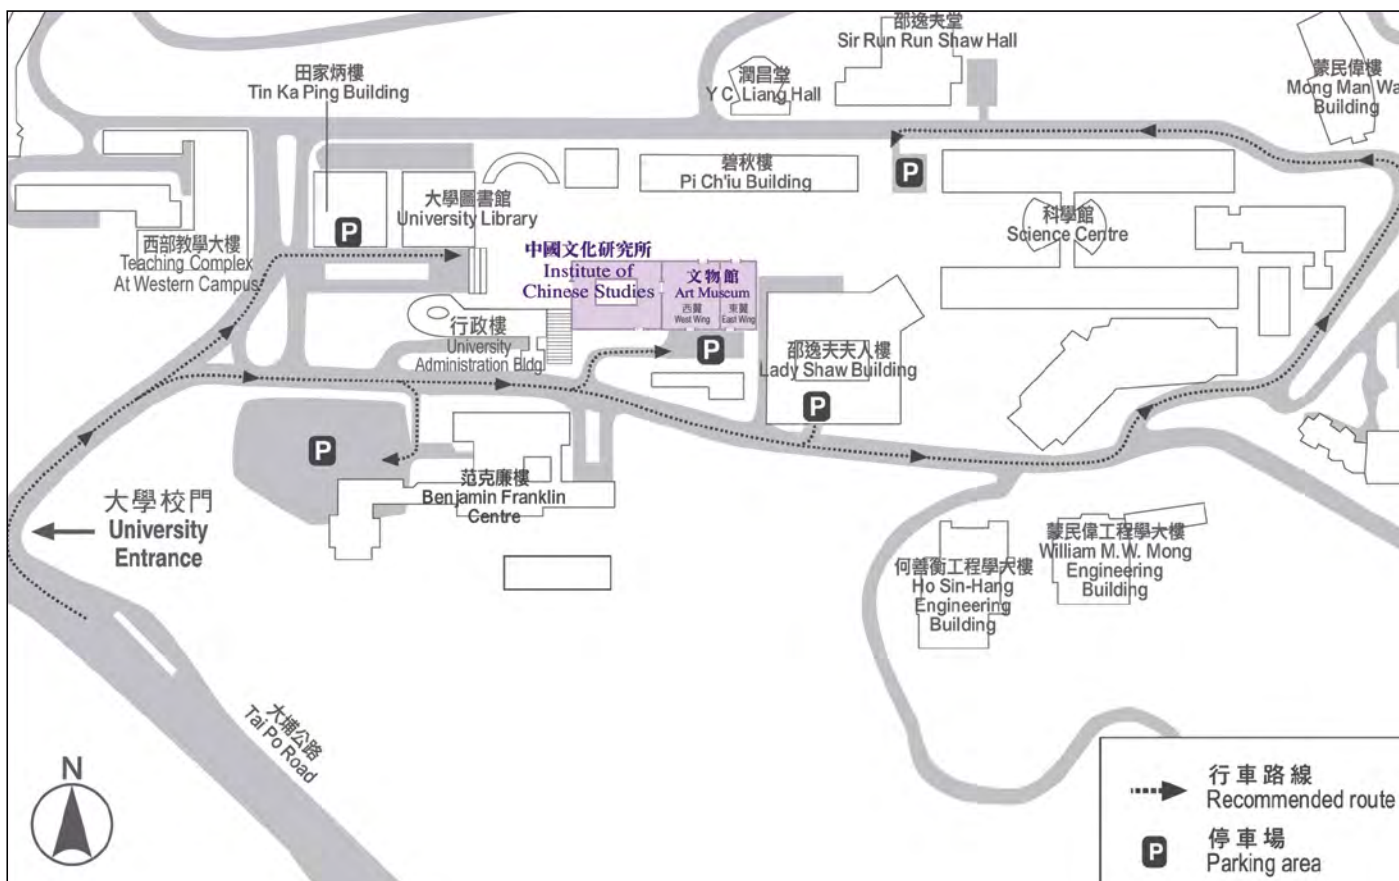 邵逸夫堂
Sir Run Run Shaw Hall
潤昌堂
Y C Liang Hall
蒙民偉樓
Mong Man Wa
Building
田家炳樓
Tin Ka Ping Building
P
碧秋樓
Pi Ch'iu Building
大學圖書館
University Library
P
科學館
Science Centre
西部教學大樓
Teaching Complex
At Western Campus
中國文化研究所
Institute of
Chinese Studies
文物館
Art Museum
西翼
West Wing
東翼
East Wing
行政樓
University
Administration Bldg
P
邵逸夫夫人樓
Lady Shaw Building
P
P
范克廉樓
Benjamin Franklin
Centre
大學校門
University
Entrance
何善衡工程學大樓
Ho Sin-Hang
Engineering
Building
蒙民偉工程學大樓
William M.W. Mong
Engineering
Building
大埔公路
Tai Po Road
N
行車路線
Recommended route
P
停車場
Parking area